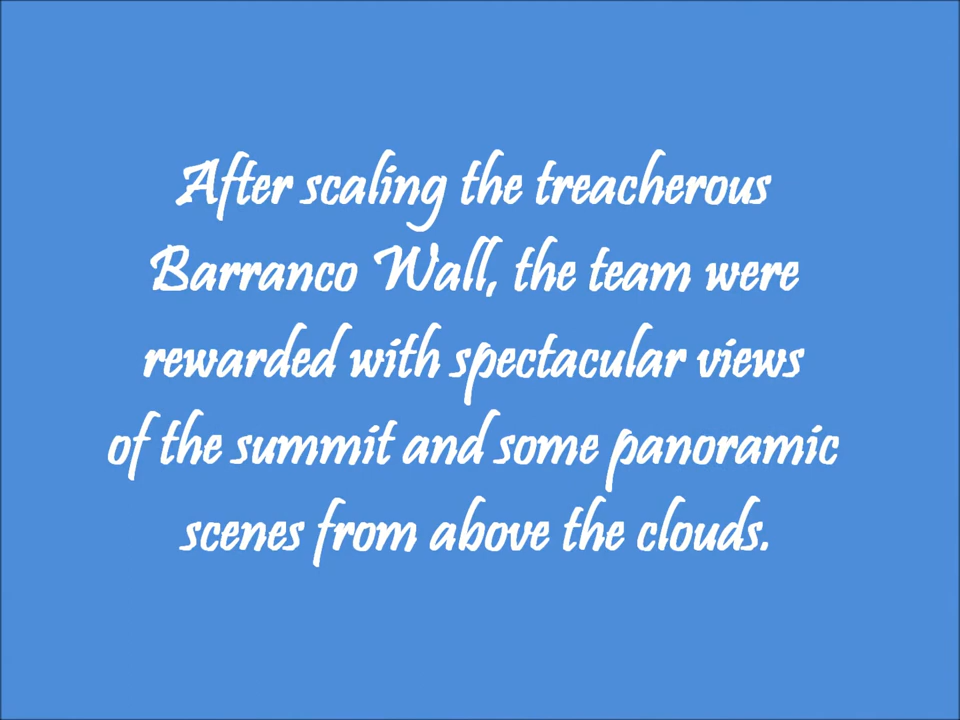 After scaling the treacherous
Barranco Wall, the team were
rewarded with spectacular views
of the summit and some panoramic
scenes from above the clouds.